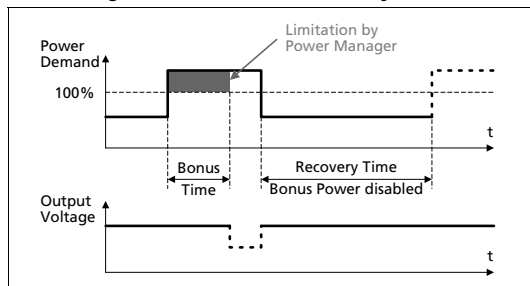 Limitation by
Power Manager
Power
Demand
100%
t
Bonus
Time
Recovery Time
Bonus Power disabled
Output
Voltage
t